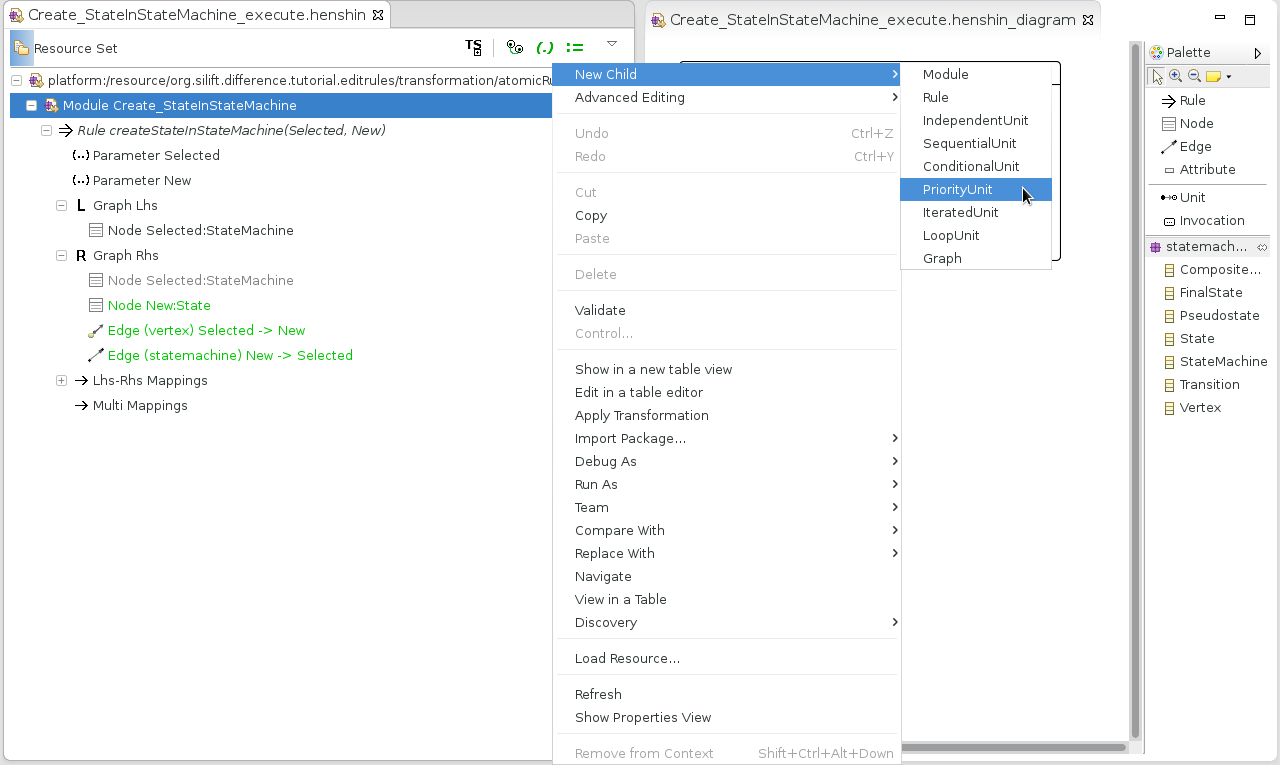 Create_StateInStateMachine_execute.henshin
Resource Set
TS
platform:/resource/org.silift.difference.tutorial.editrules/transformation/atomicRu
Module Create_StateInStateMachine
Rule createStateInStateMachine(Selected, New)
(..) Parameter Selected
(..) Parameter New
L Graph Lhs
Node Selected:StateMachine
R Graph Rhs
Node Selected:StateMachine
Node New:State
Edge (vertex) Selected -> New
Edge (statemachine) New -> Selected
Lhs-Rhs Mappings
Multi Mappings
New Child
Advanced Editing
Undo Ctrl+Z
Redo Ctrl+Y
Cut
Copy
Paste
Delete
Validate
Control...
Show in a new table view
Edit in a table editor
Apply Transformation
Import Package...
Debug As
Run As
Team
Compare With
Replace With
Navigate
View in a Table
Discovery
Load Resource...
Refresh
Show Properties View
Remove from Context Shift+Ctrl+Alt+Down
Create_StateInStateMachine_execute.henshin_diagram
Module
Rule
IndependentUnit
SequentialUnit
ConditionalUnit
PriorityUnit
IteratedUnit
LoopUnit
Graph
Palette
Rule
Node
Edge
Attribute
Unit
Invocation
statemach...
Composite...
FinalState
Pseudostate
State
StateMachine
Transition
Vertex